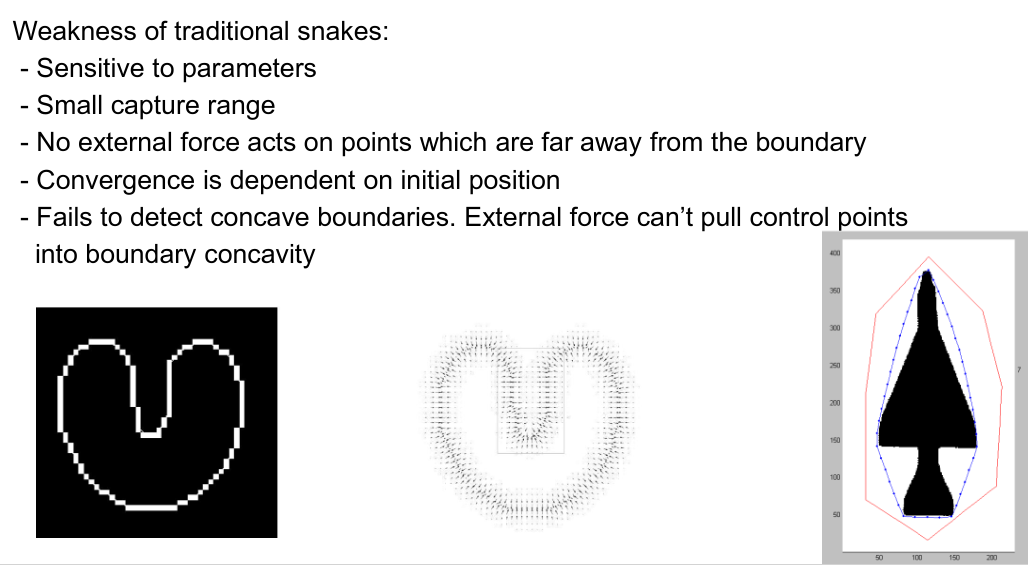 Weakness of traditional snakes:
- Sensitive to parameters
- Small capture range
- No external force acts on points which are far away from the boundary
- Convergence is dependent on initial position
- Fails to detect concave boundaries. External force can’t pull control points
into boundary concavity
400
350
300
250
200
150
100
50
7
50 100 150 200